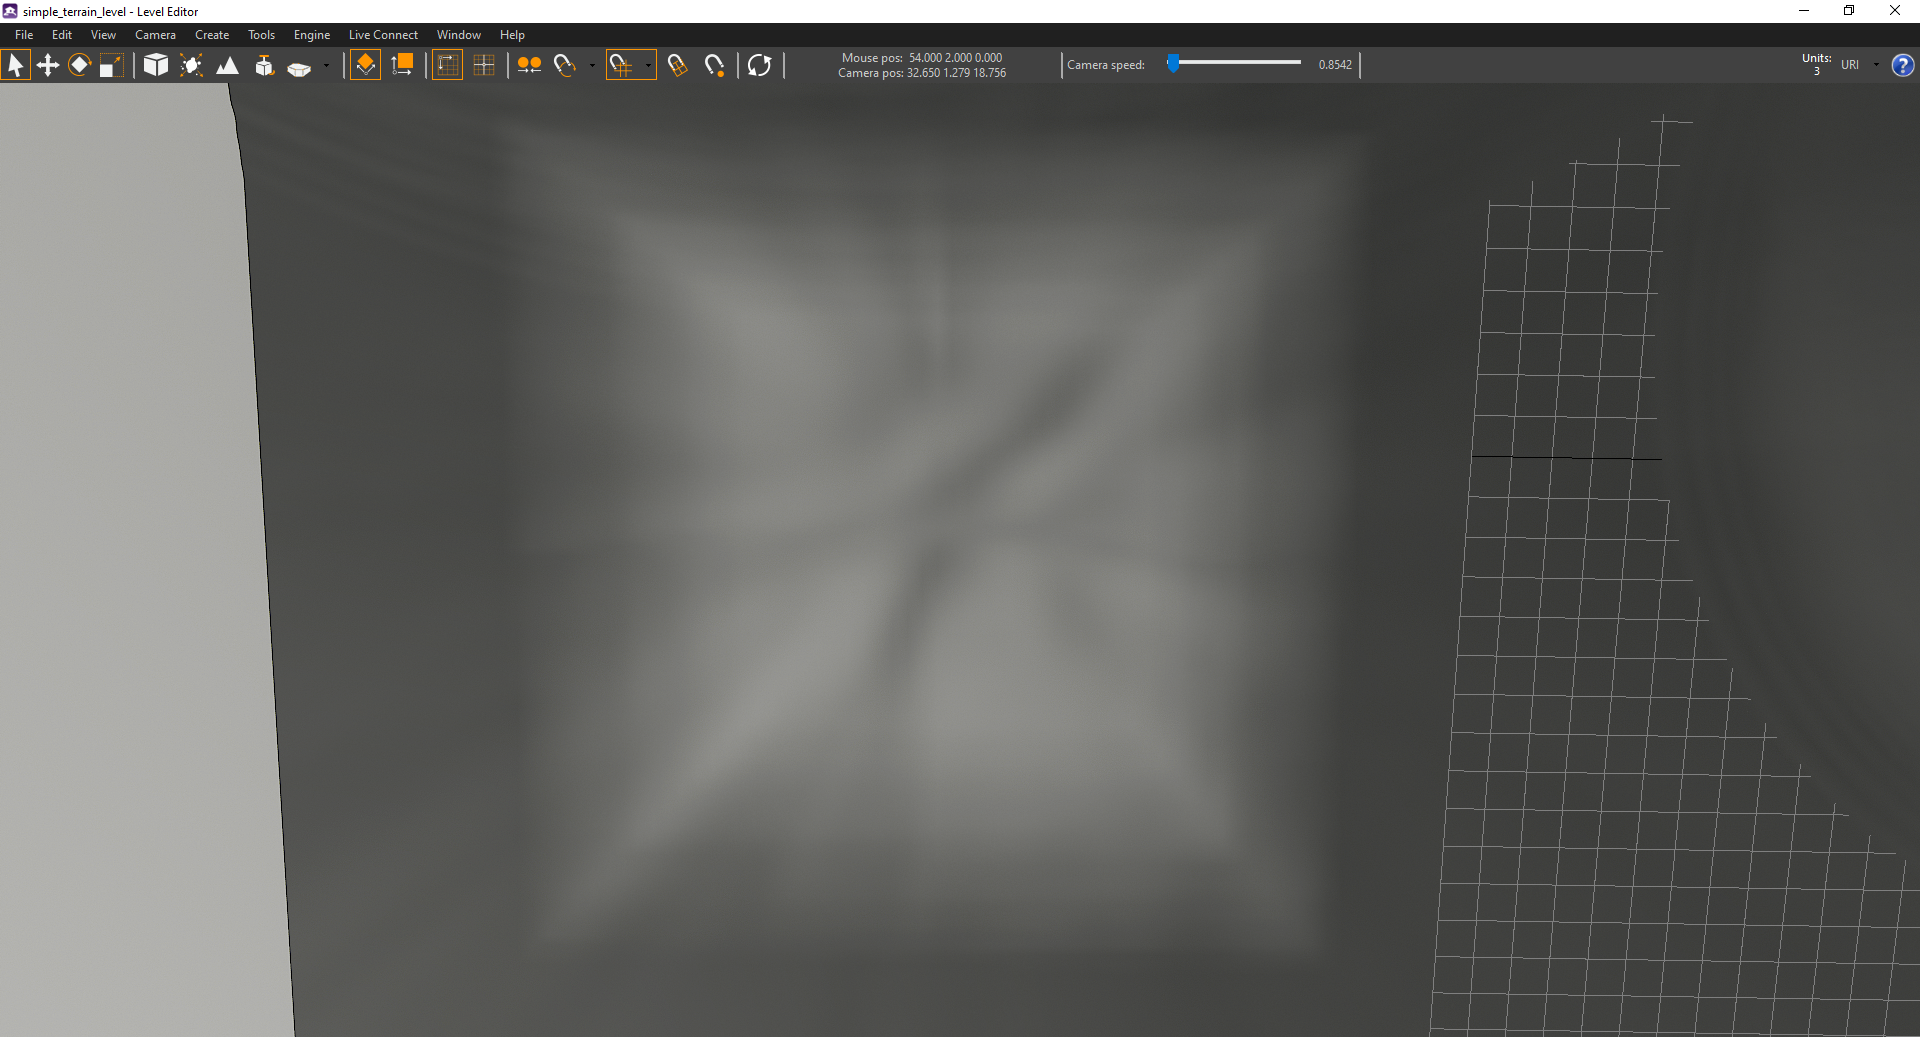 simple_terrain_level - Level Editor
File Edit View Camera Create Tools Engine Live Connect Window Help
Mouse pos: 54.000 2.000 0.000
Camera pos: 32.650 1.279 18.756
Camera speed: 0.8542
Units:
3
URI
?